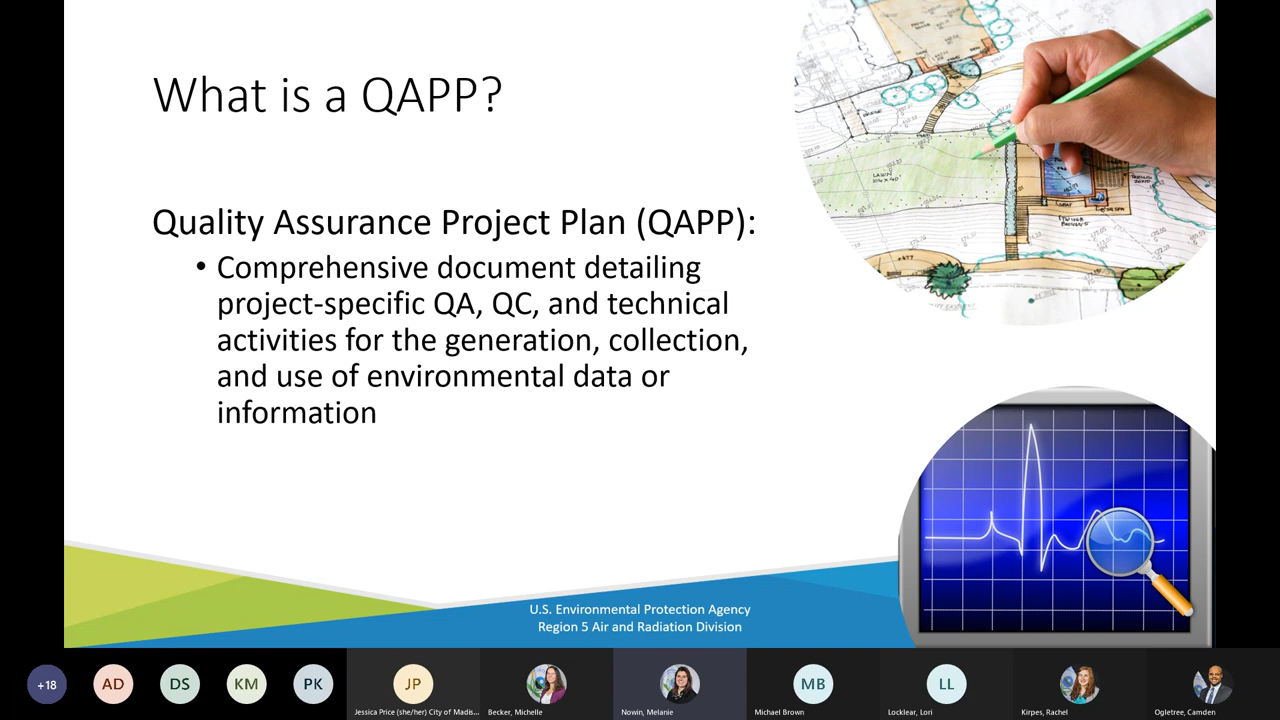 What is a QAPP?
Quality Assurance Project Plan (QAPP):
• Comprehensive document detailing
project-specific QA, QC, and technical
activities for the generation, collection,
and use of environmental data or
information
LAWN
U.S. Environmental Protection Agency
Region 5 Air and Radiation Division
+18
AD
DS
KM
PK
JP
MB
LL
Jessica Price (she/her) City of Madis...
Becker, Michelle
Nowin, Melanie
Michael Brown
Locklear, Lori
Kirpes, Rachel
Ogletree, Camden